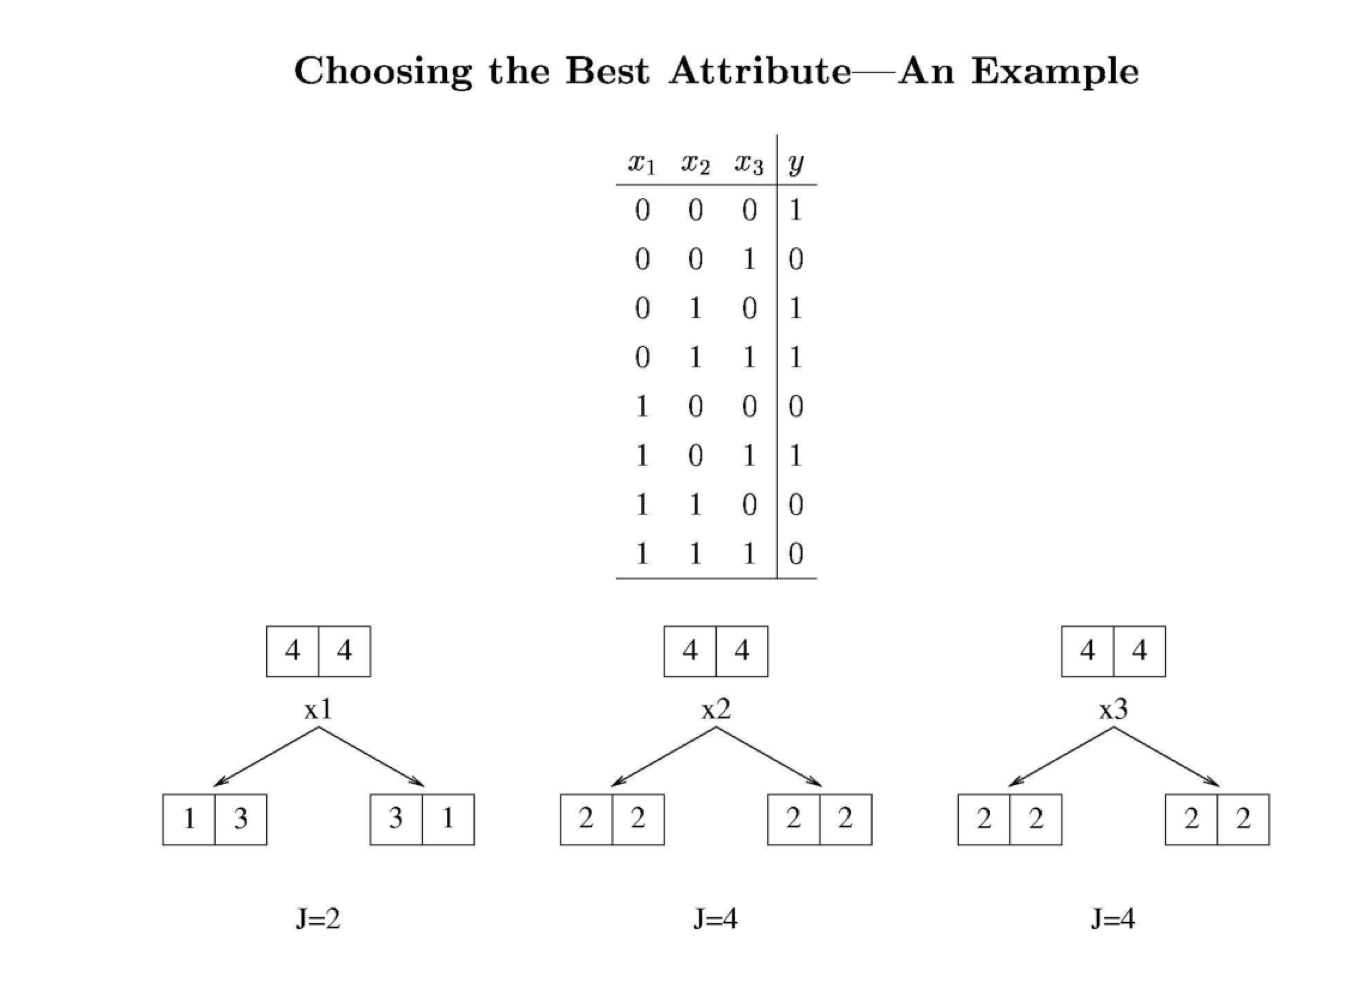 Choosing the Best Attribute—An Example
x1 x2 x3 y
0 0 0 1
0 0 1 0
0 1 0 1
0 1 1 1
1 0 0 0
1 0 1 1
1 1 0 0
1 1 1 0
4 4 4 4 4 4
x1 x2 x3
1 3 3 1 2 2 2 2 2 2 2 2
J=2 J=4 J=4